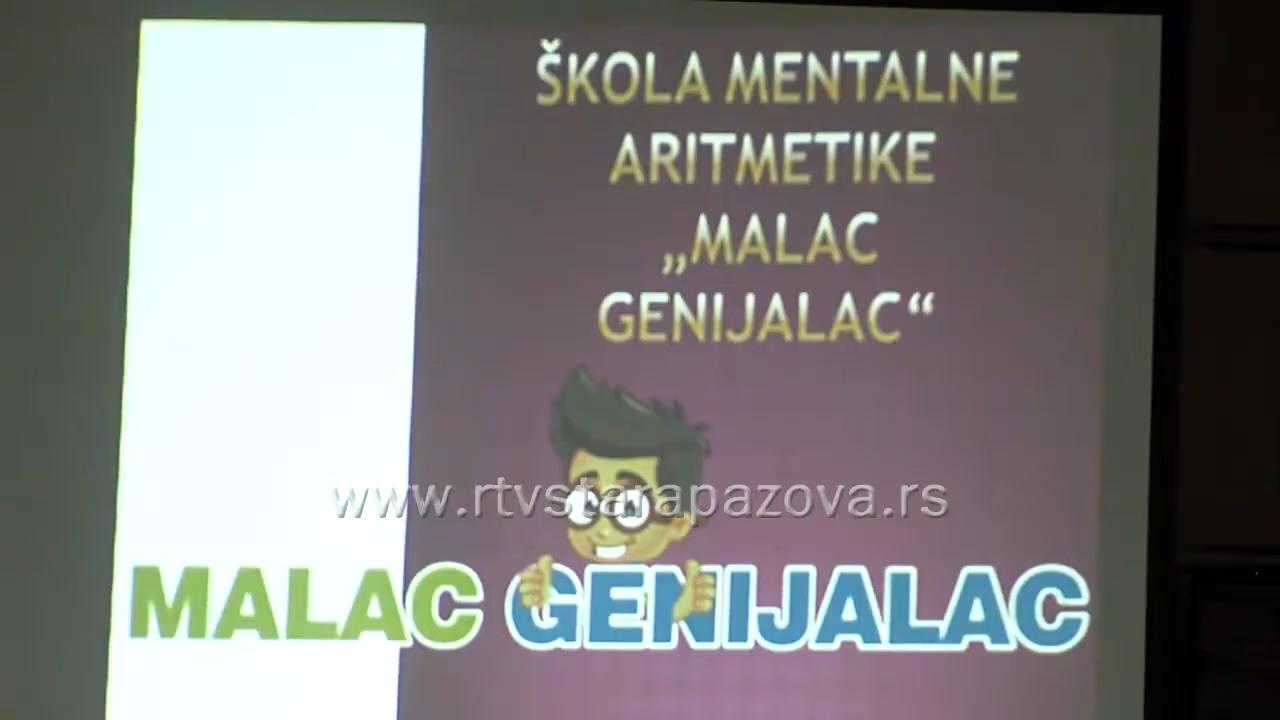 ŠKOLA MENTALNE
ARITMETIKE
„MALAC
GENIJALAC“
www.rtvstarapazova.rs
MALAC GENIJALAC